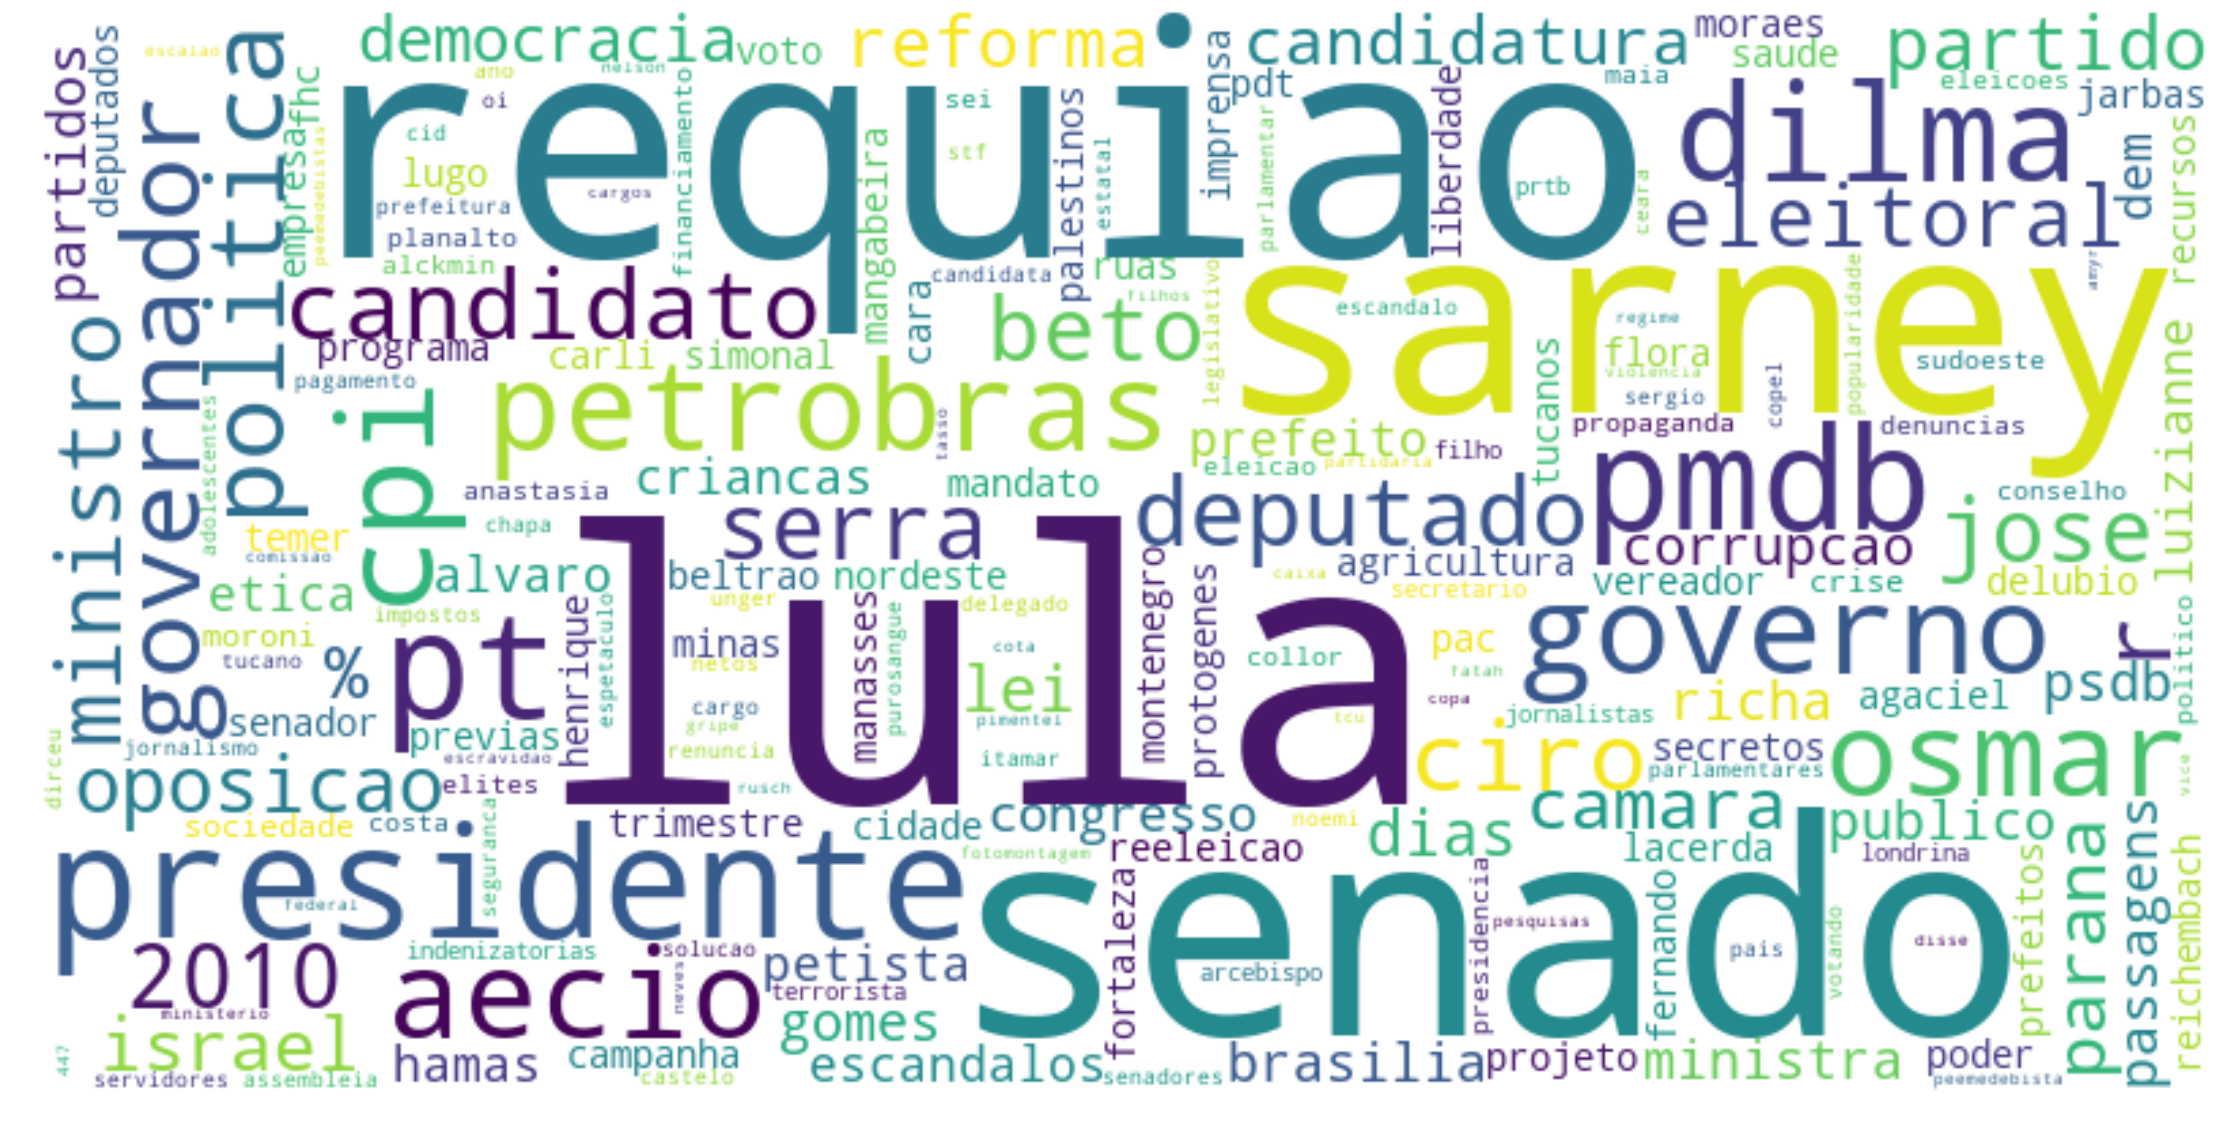 escaiao
democracia
voto
reforma
candidatura
moraes
saude
partido
partidos
deputados
politica
fhc
ano
nelson
oi
sei
pdt
maia
eleicoes
jarbas
requiao
dilma
governador
empresa
peemedebistas
cid
lugo
cargos
prefeitura
planalto
alckmin
financiamento
stf
mangabeira
palestinos
estatal
imprensa
parlamentar
liberdade
prtb
ceara
eleitoral
dem
recursos
candidato
candidata
ruas
filhos
cara
beto
legislativo
sarney
escandalo
regime
popularidade
amyr
ministro
programa
carli
simonal
flora
violencia
sudoeste
pagamento
petrobras
tasso
sergio
copel
tucanos
propaganda
denuncias
cpi
adolescentes
prefeito
filho
eleicao
partidaria
criancas
mandato
anastasia
chapa
serra
deputado
pmdb
conselho
jose
luizianne
temer
comissao
corrupcao
agricultura
alvaro
beltrao
nordeste
caixa
secretario
vereador
crise
delubio
etica
impostos
lula
unger
delegado
montenegro
protogenes
henrique
espetaculo
manasses
purosangue
moroni
tucano
%
pt
minas
netos
cota
lei
collor
pac
fatah
governo
r
politico
senador
cargo
pimentel
copa
jornalistas
richa
agaciel
psdb
jornalismo
previas
gripe
renuncia
itamar
tcu
ciro
secretos
parlamentares
osmar
vice
dirceu
oposicao
escravidao
elites
rusch
sociedade
costa
seguranca
trimestre
cidade
congresso
noemi
dias
camara
publico
presidente
fotomontagem
reeleicao
lacerda
londrina
parana
passagens
reichembach
federal
senado
fortaleza
presidencia
pesquisas
fernando
pais
votando
disse
prefeitos
2010
indenizatorias
solucao
petista
arcebispo
ministerio
aecio
neves
terrorista
israel
gomes
447
hamas
campanha
escandalos
brasilia
projeto
ministra
poder
servidores
assembleia
castelo
senadores
peemedebista